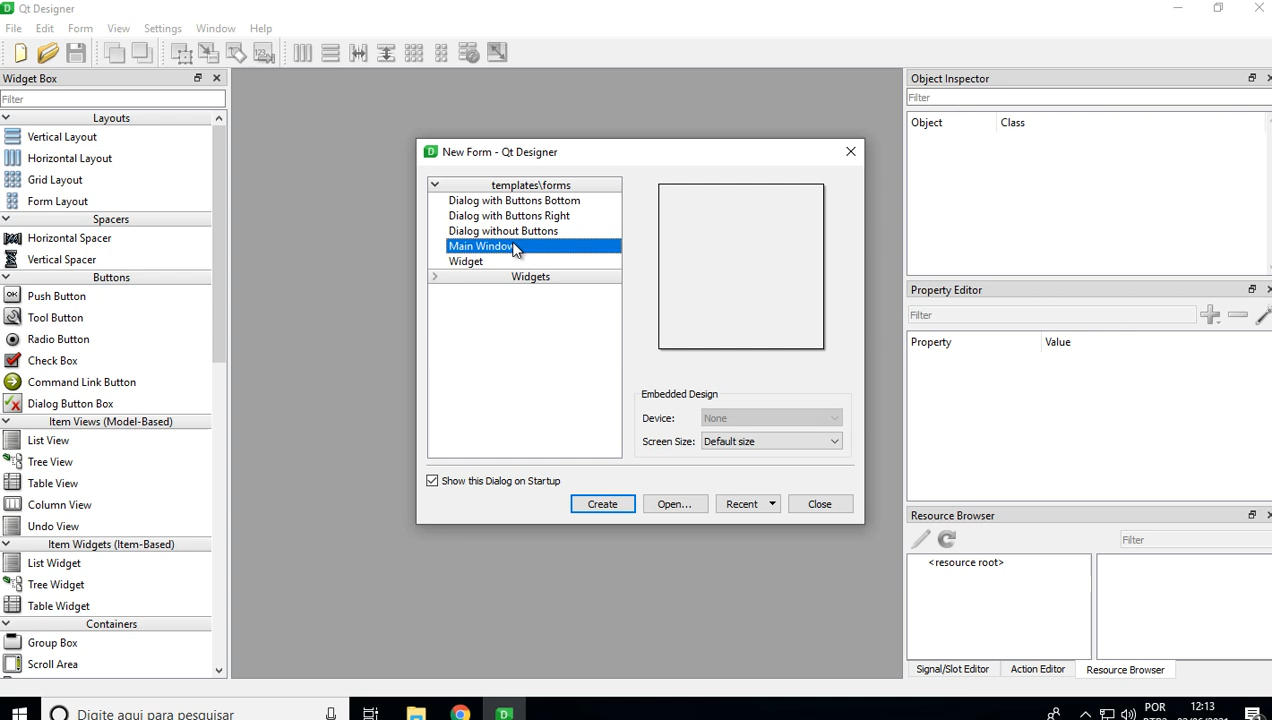 Qt Designer
File Edit Form View Settings Window Help
Widget Box
Filter
Layouts
Vertical Layout
Horizontal Layout
Grid Layout
Form Layout
Spacers
Horizontal Spacer
Vertical Spacer
Buttons
Push Button
Tool Button
Radio Button
Check Box
Command Link Button
Dialog Button Box
Item Views (Model-Based)
List View
Tree View
Table View
Column View
Undo View
Item Widgets (Item-Based)
List Widget
Tree Widget
Table Widget
Containers
Group Box
Scroll Area
New Form - Qt Designer
templates\forms
Dialog with Buttons Bottom
Dialog with Buttons Right
Dialog without Buttons
Main Window
Widget
Widgets
Embedded Design
Device: None
Screen Size: Default size
Show this Dialog on Startup
Create Open... Recent Close
Object Inspector
Filter
Object Class
Property Editor
Filter
Property Value
Resource Browser
Filter
<resource root>
Signal/Slot Editor Action Editor Resource Browser
Digite aqui para pesquisar
POR 12:13